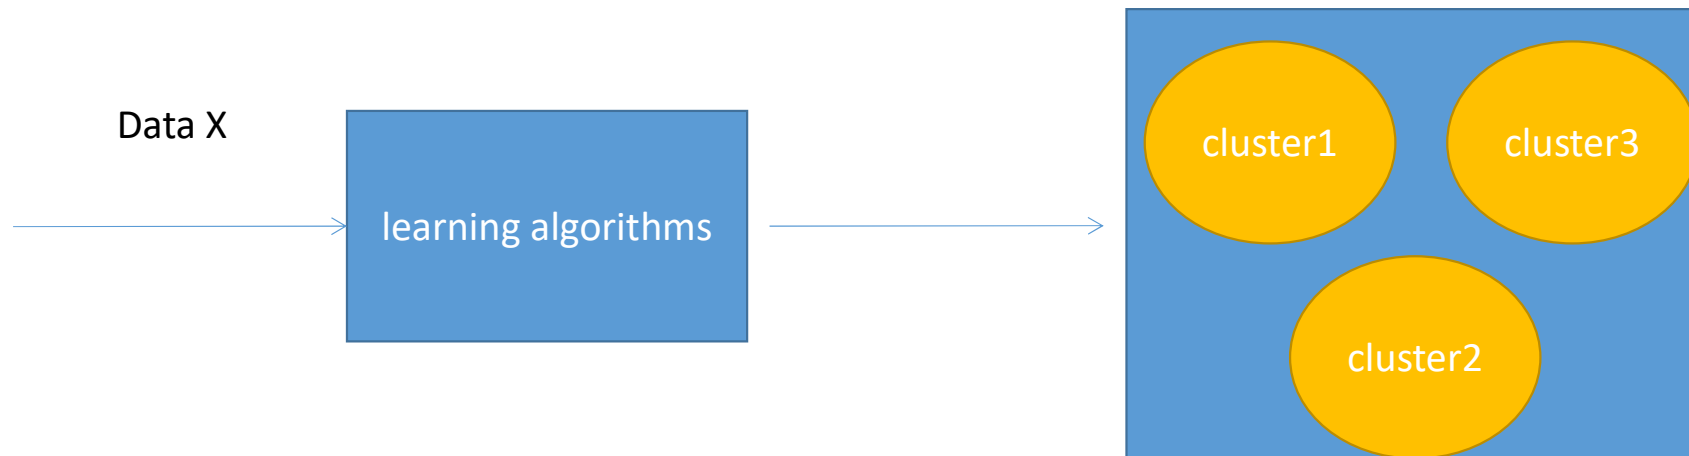 Data X
learning algorithms
cluster1
cluster3
cluster2